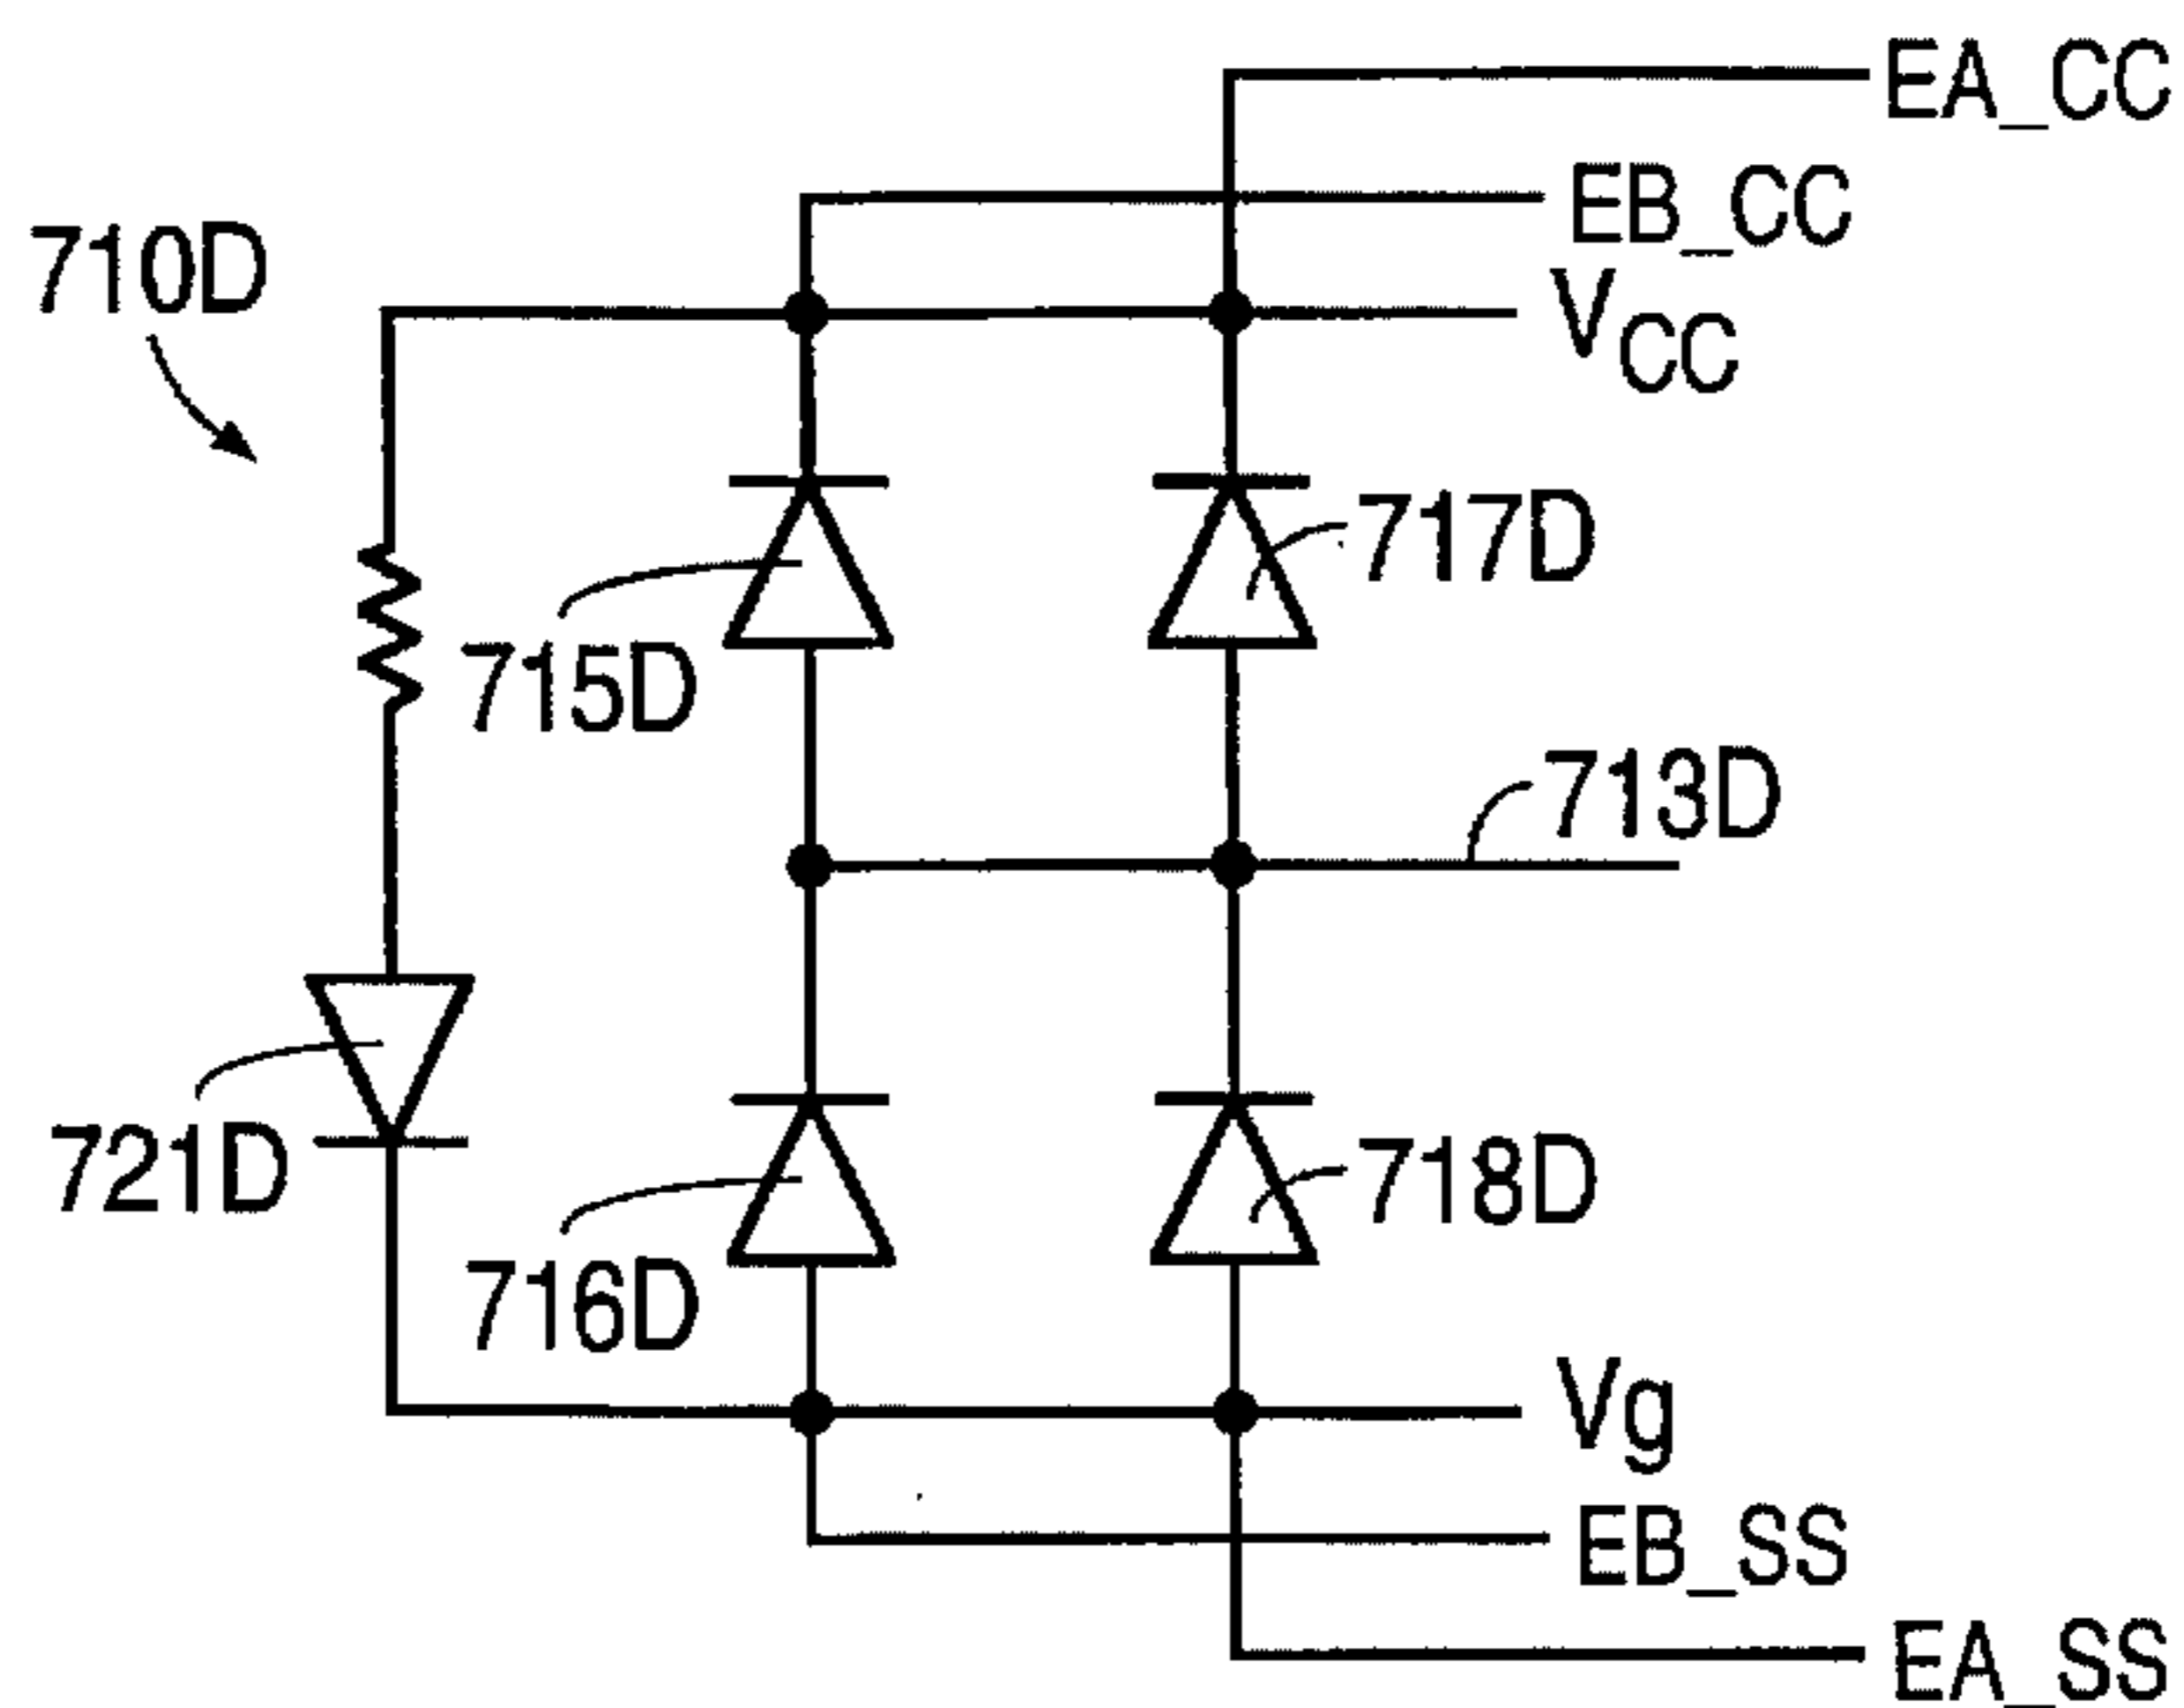 EA_CC
EB_CC
710D
VCC
717D
715D
713D
721D
718D
716D
Vg
EB_SS
EA_SS